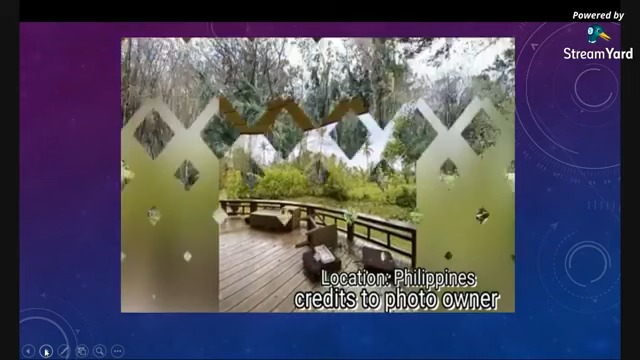 Powered by
StreamYard
Location: Philippines
credits to photo owner